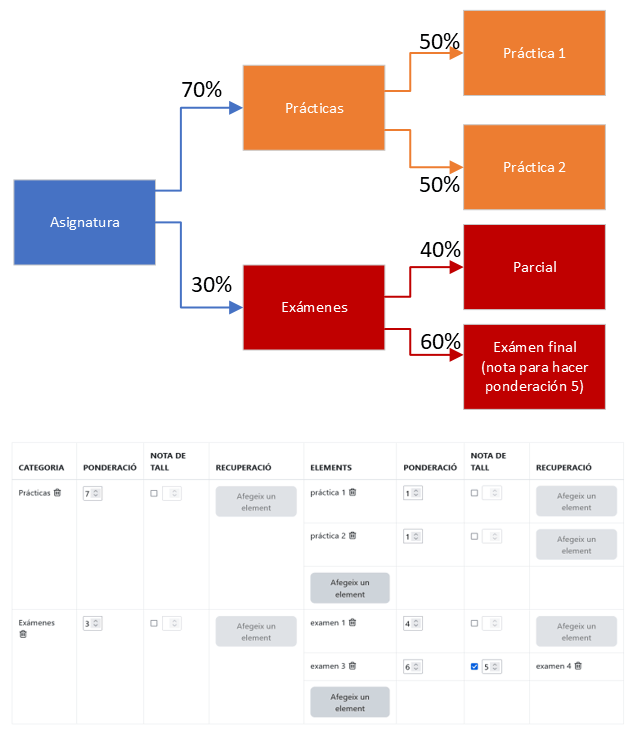 50%
Práctica 1
70%
Prácticas
Práctica 2
50%
Asignatura
40%
Parcial
30%
Exámenes
60%
Exámen final
(nota para hacer
ponderación 5)
CATEGORIA PONDERACIÓ NOTA DE TALL RECUPERACIÓ ELEMENTS PONDERACIÓ NOTA DE TALL RECUPERACIÓ
Prácticas 7 Afegeix un element práctica 1 1 Afegeix un element
práctica 2 1 Afegeix un element
Afegeix un element
Exámenes 3 Afegeix un element examen 1 4 Afegeix un element
examen 3 6 5 examen 4
Afegeix un element